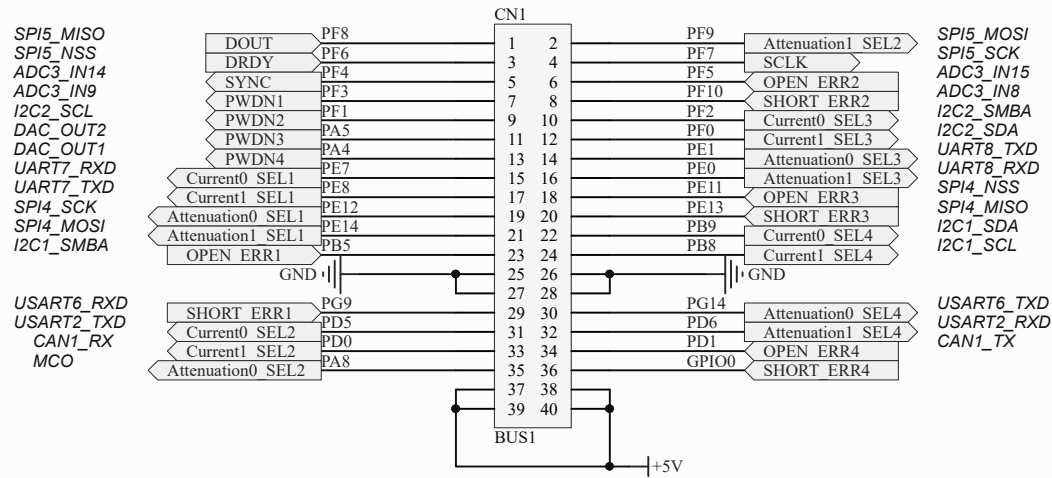 CN1
SPI5_MISO DOUT PF8 1 2 PF9 Attenuation1_SEL2 SPI5_MOSI
SPI5_NSS DRDY PF6 3 4 PF7 SCLK SPI5_SCK
ADC3_IN14 SYNC PF4 5 6 PF5 OPEN_ERR2 ADC3_IN15
ADC3_IN9 PWDN1 PF3 7 8 PF10 SHORT_ERR2 ADC3_IN8
I2C2_SCL PWDN2 PF1 9 10 PF2 Current0_SEL3 I2C2_SMBA
DAC_OUT2 PWDN3 PA5 11 12 PF0 Current1_SEL3 I2C2_SDA
DAC_OUT1 PWDN4 PA4 13 14 PE1 Attenuation0_SEL3 UART8_TXD
UART7_RXD Current0_SEL1 PE7 15 16 PE0 Attenuation1_SEL3 UART8_RXD
UART7_TXD Current1_SEL1 PE8 17 18 PE11 OPEN_ERR3 SPI4_NSS
SPI4_SCK Attenuation0_SEL1 PE12 19 20 PE13 SHORT_ERR3 SPI4_MISO
SPI4_MOSI Attenuation1_SEL1 PE14 21 22 PB9 Current0_SEL4 I2C1_SDA
I2C1_SMBA OPEN_ERR1 PB5 23 24 PB8 Current1_SEL4 I2C1_SCL
GND 25 26 GND
27 28
USART6_RXD SHORT_ERR1 PG9 29 30 PG14 Attenuation0_SEL4 USART6_TXD
USART2_TXD Current0_SEL2 PD5 31 32 PD6 Attenuation1_SEL4 USART2_RXD
CAN1_RX Current1_SEL2 PD0 33 34 PD1 OPEN_ERR4 CAN1_TX
MCO Attenuation0_SEL2 PA8 35 36 GPIO0 SHORT_ERR4
37 38
39 40
BUS1
+5V